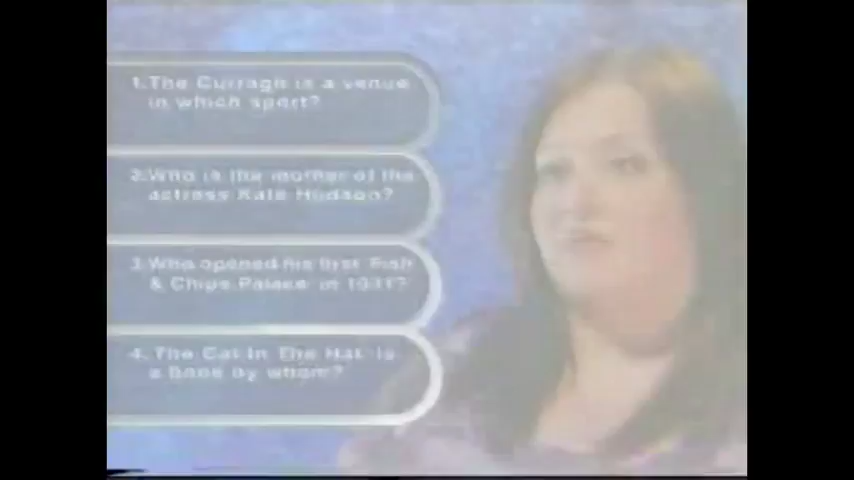 1.The Curragh is a venue
in which sport?
2.Who is the mother of the
actress Kate Hudson?
3.Who opened his first 'Fish
& Chips Palace' in 1931?
4.'The Cat In The Hat' is
a book by whom?